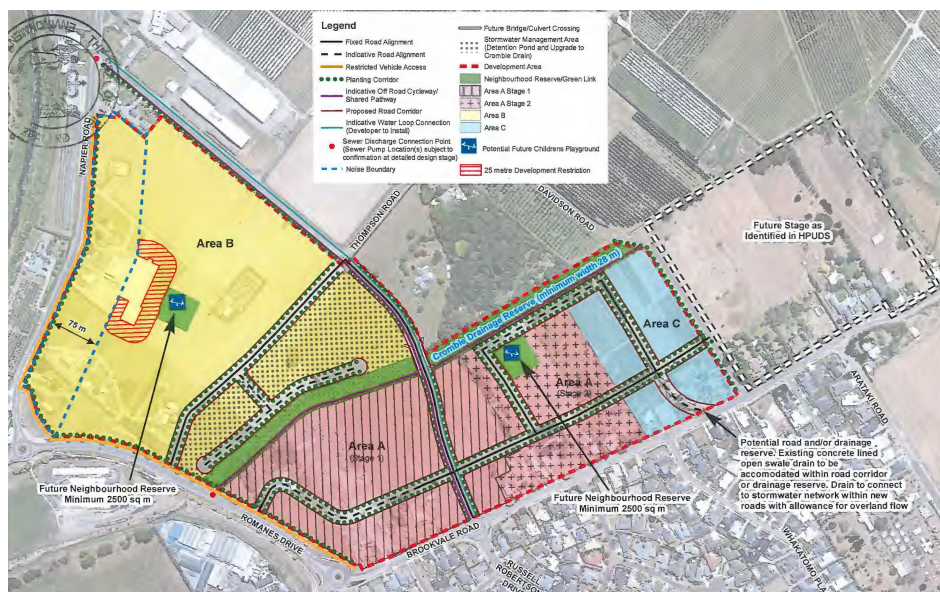 Legend
Fixed Road Alignment
Indicative Road Alignment
Restricted Vehicle Access
Planting Corridor
Indicative Off Road Cycleway/
Shared Pathway
Proposed Road Corridor
Indicative Water Loop Connection
(Developer to Install)
Sewer Discharge Connection Point
(Sewer Pump Location(s) subject to
confirmation at detailed design stage)
Noise Boundary
Future Bridge/Culvert Crossing
Stormwater Management Area
(Detention Pond and Upgrade to
Cromble Drain)
Development Area
Neighbourhood Reserve/Green Link
Area A Stage 1
Area A Stage 2
Area B
Area C
Potential Future Childrens Playground
25 metre Development Restriction
NAPIER ROAD
THOMPSON ROAD
DAVIDSON ROAD
Future Stage as
Identified in HPUDS
Area B
75 m
Cromble Drainage Reserve (minimum width 28 m)
Area C
Area A
(Stage 2)
Area A
(Stage 1)
ARATAKI ROAD
Potential road and/or drainage
reserve. Existing concrete lined
open swale drain to be
accomodated within road corridor
or drainage reserve. Drain to connect
to stormwater network within new
roads with allowance for overland flow
Future Neighbourhood Reserve
Minimum 2500 sq m
Future Neighbourhood Reserve
Minimum 2500 sq m
ROMANES DRIVE
BROOKVALE ROAD
RUSSELL
ROBERTSON
DRIVE
WHAKATOMO PLA